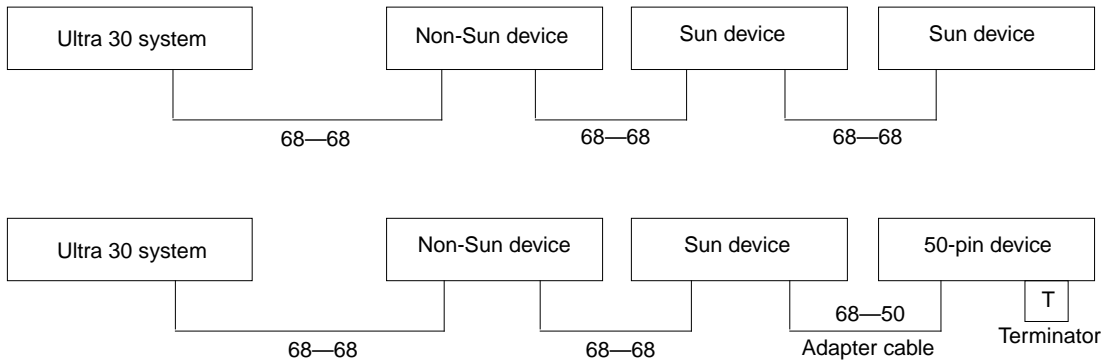 Ultra 30 system
Non-Sun device
Sun device
Sun device
68—68
68—68
68—68
Ultra 30 system
Non-Sun device
Sun device
50-pin device
68—50
T
68—68
68—68
Adapter cable
Terminator